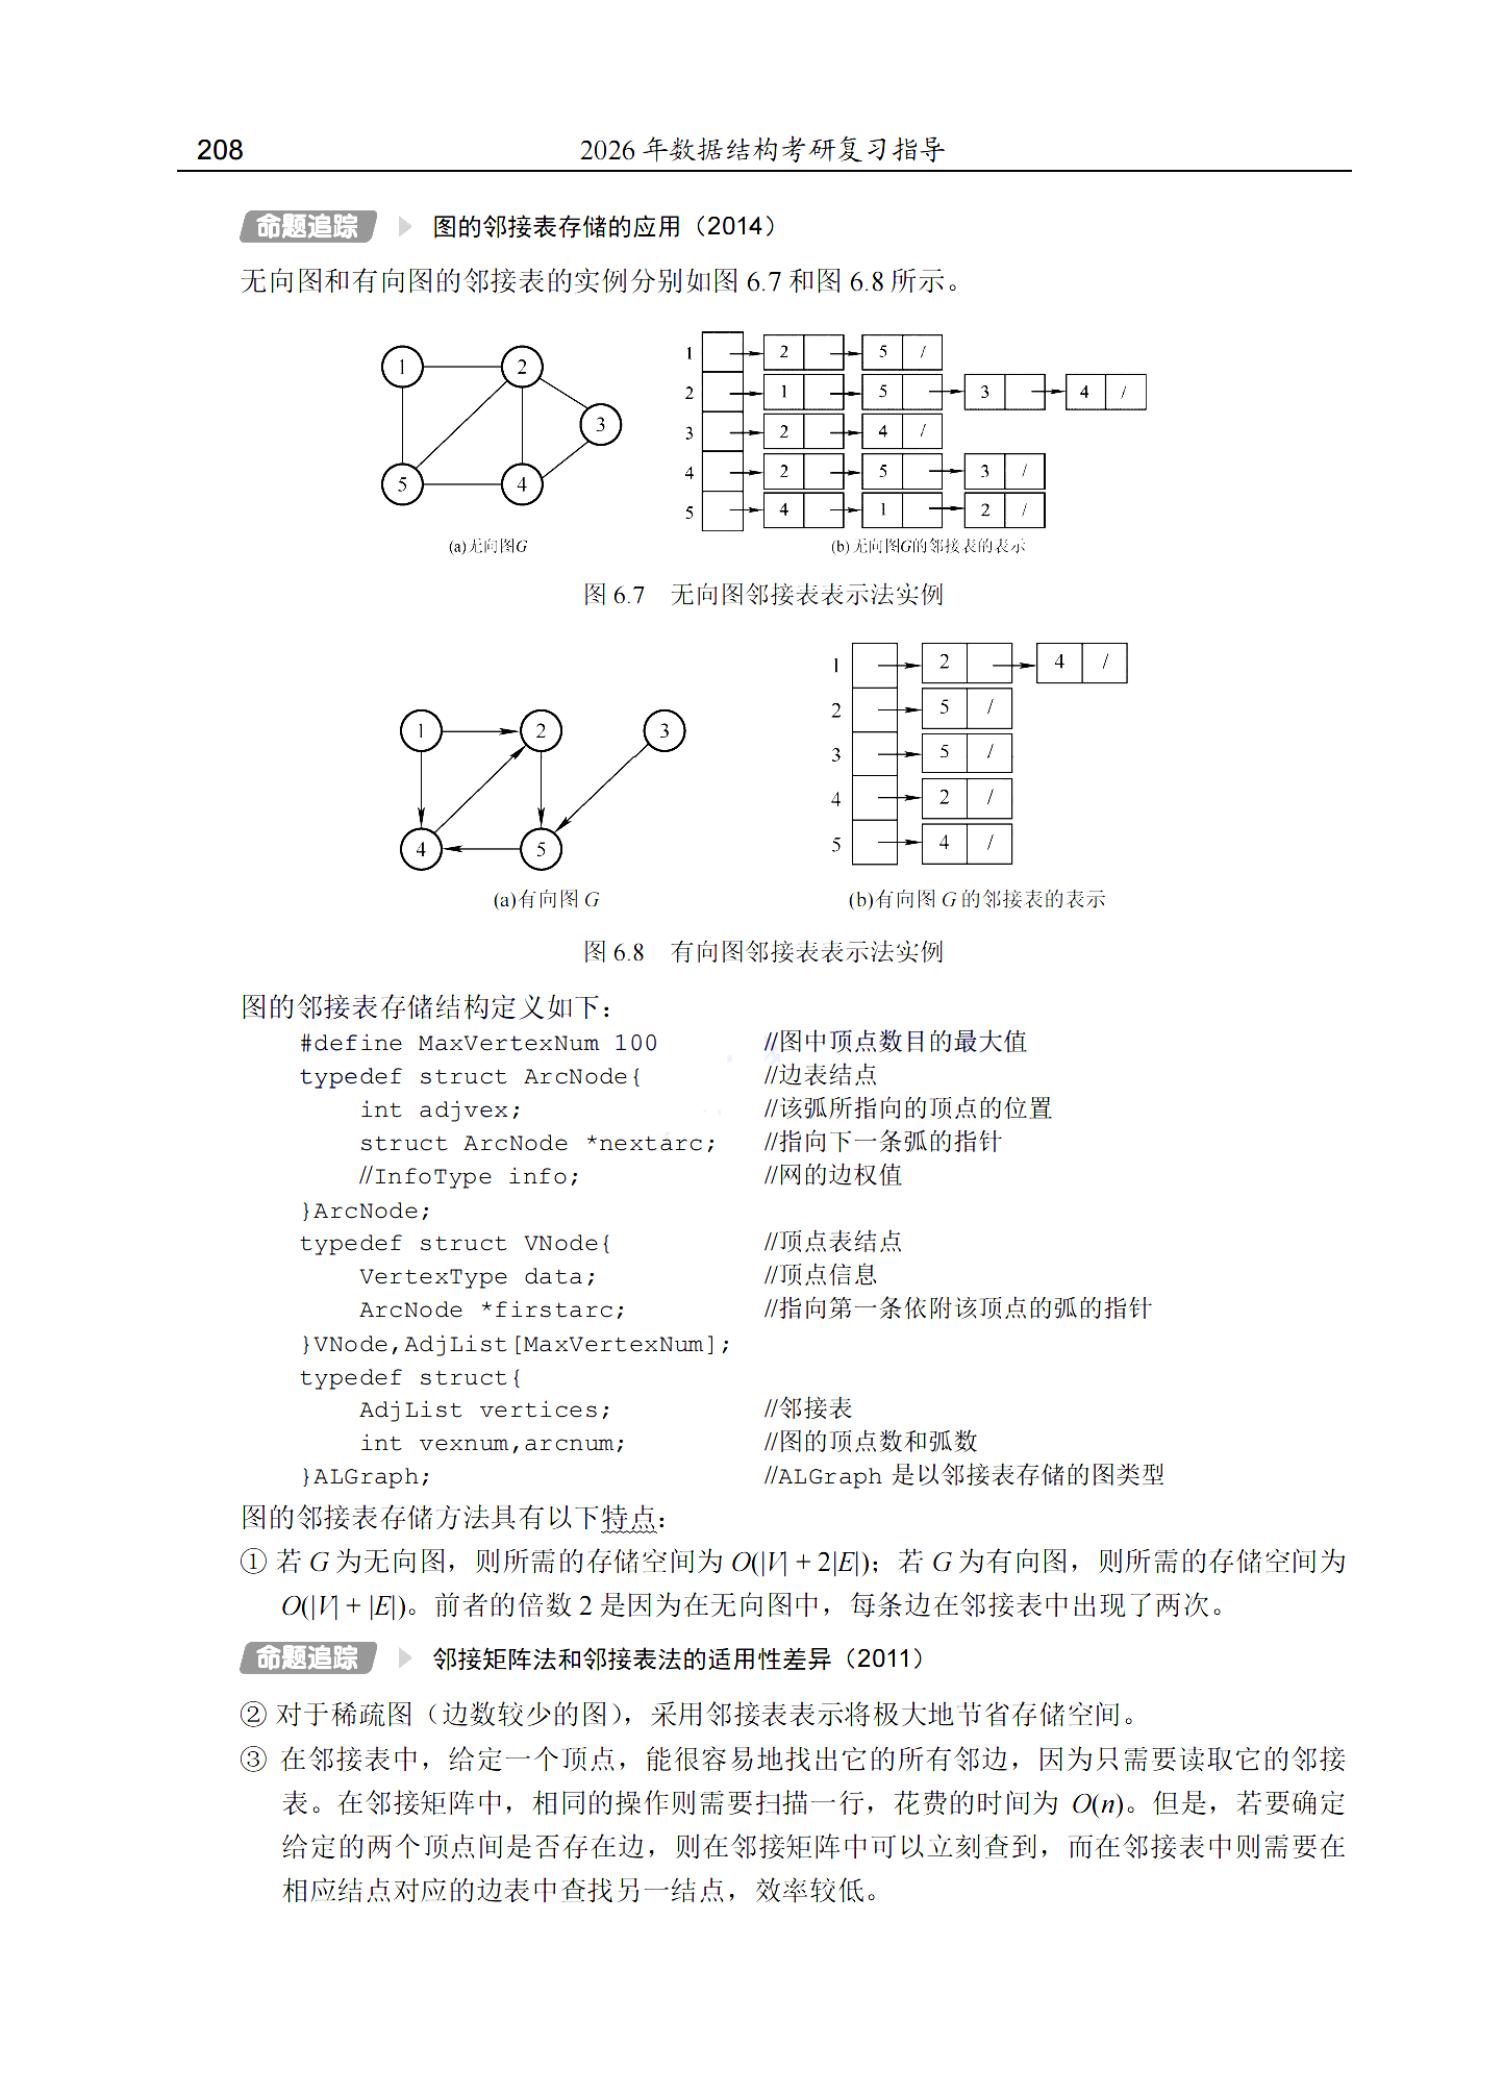 208
2026 年数据结构考研复习指导
命题追踪 图的邻接表存储的应用（2014）
无向图和有向图的邻接表的实例分别如图 6.7 和图 6.8 所示。
1 2 3 4 5
1 2 5 /
2 1 5 3 4 /
3 2 4 /
4 2 5 3 /
5 4 1 2 /
(a)无向图G
(b) 无向图G的邻接表的表示
图 6.7 无向图邻接表表示法实例
1 2 3 4 5
1 2 4 /
2 5 /
3 5 /
4 2 /
5 4 /
(a)有向图 G
(b)有向图 G 的邻接表的表示
图 6.8 有向图邻接表表示法实例
图的邻接表存储结构定义如下：
#define MaxVertexNum 100 //图中顶点数目的最大值
typedef struct ArcNode{ //边表结点
int adjvex; //该弧所指向的顶点的位置
struct ArcNode *nextarc; //指向下一条弧的指针
//InfoType info; //网的边权值
}ArcNode;
typedef struct VNode{ //顶点表结点
VertexType data; //顶点信息
ArcNode *firstarc; //指向第一条依附该顶点的弧的指针
}VNode,AdjList[MaxVertexNum];
typedef struct{
AdjList vertices; //邻接表
int vexnum,arcnum; //图的顶点数和弧数
}ALGraph; //ALGraph 是以邻接表存储的图类型
图的邻接表存储方法具有以下特点：
① 若 G 为无向图，则所需的存储空间为 O(|V| + 2|E|)；若 G 为有向图，则所需的存储空间为
O(|V| + |E|)。前者的倍数 2 是因为在无向图中，每条边在邻接表中出现了两次。
命题追踪 邻接矩阵法和邻接表法的适用性差异（2011）
② 对于稀疏图（边数较少的图），采用邻接表表示将极大地节省存储空间。
③ 在邻接表中，给定一个顶点，能很容易地找出它的所有邻边，因为只需要读取它的邻接
表。在邻接矩阵中，相同的操作则需要扫描一行，花费的时间为 O(n)。但是，若要确定
给定的两个顶点间是否存在边，则在邻接矩阵中可以立刻查到，而在邻接表中则需要在
相应结点对应的边表中查找另一结点，效率较低。